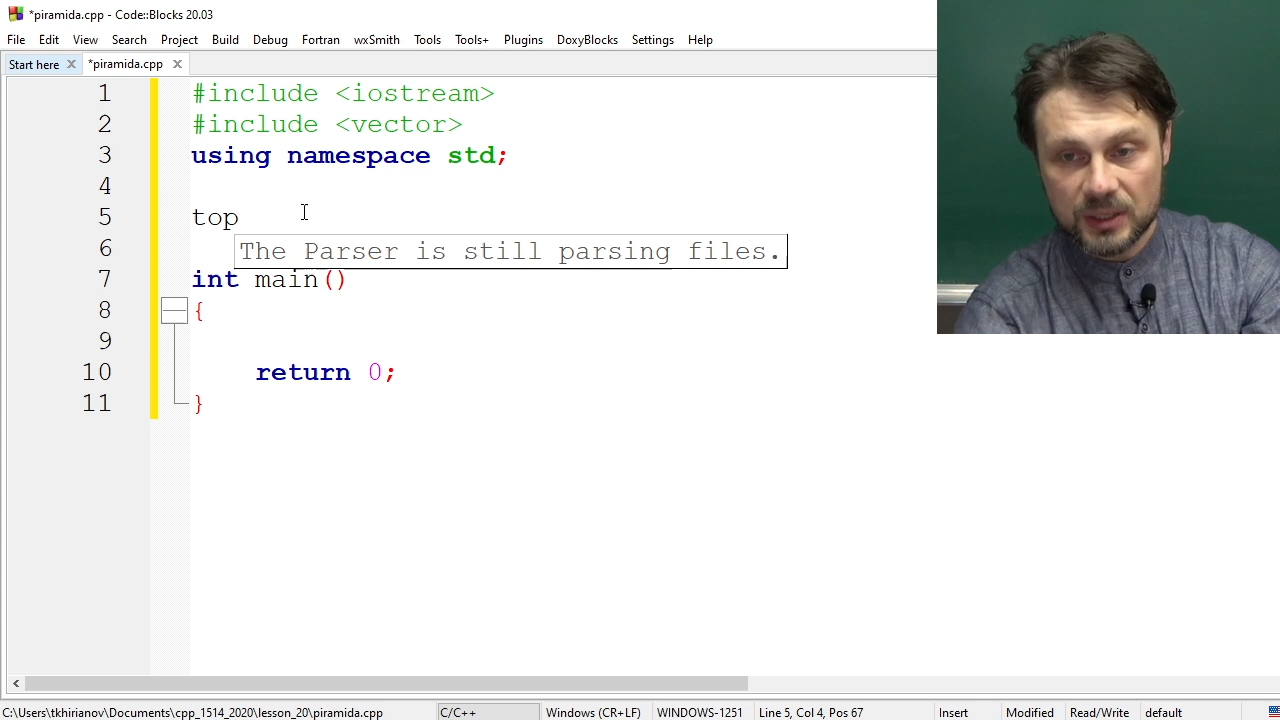 *piramida.cpp - Code::Blocks 20.03
File Edit View Search Project Build Debug Fortran wxSmith Tools Tools+ Plugins DoxyBlocks Settings Help
Start here *piramida.cpp
1 #include <iostream>
2 #include <vector>
3 using namespace std;
4
5 top
6 The Parser is still parsing files.
7 int main()
8 {
9
10 return 0;
11 }
C:\Users\tkhirianov\Documents\cpp_1514_2020\lesson_20\piramida.cpp C/C++ Windows (CR+LF) WINDOWS-1251 Line 5, Col 4, Pos 67 Insert Modified Read/Write default